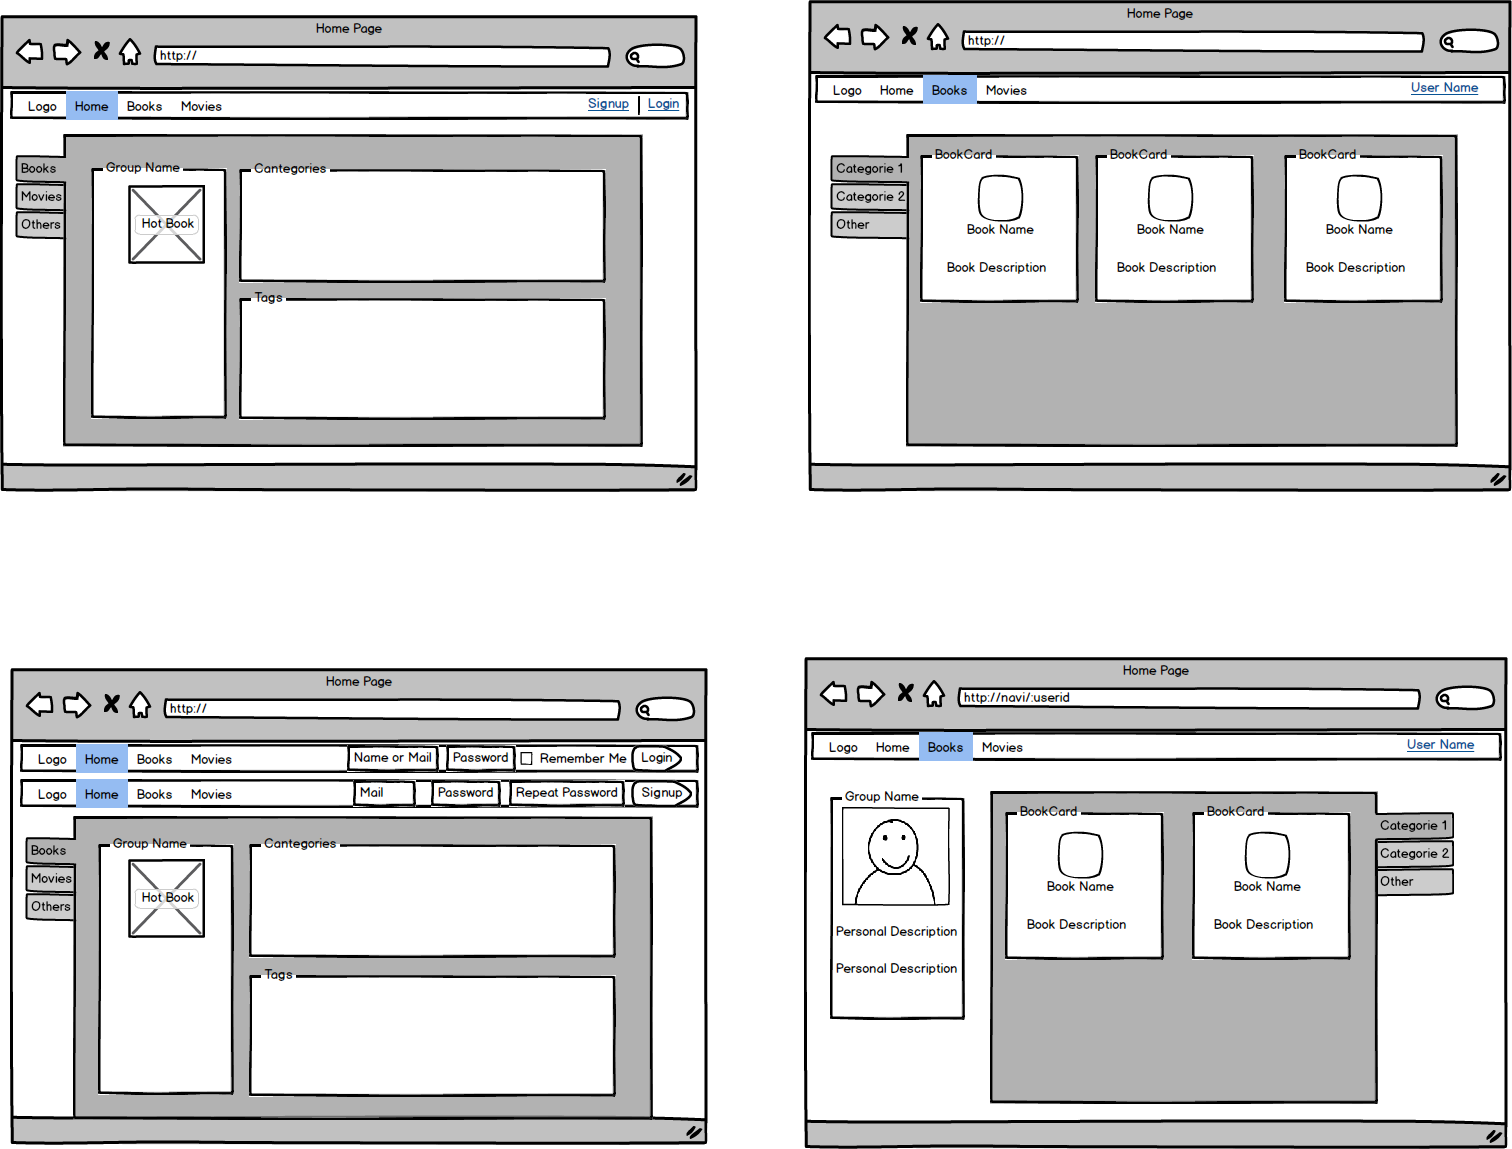 Home Page
http://
Logo Home Books Movies Signup | Login
Books
Movies
Others
Group Name
Hot Book
Cantegories
Tags
Home Page
http://
Logo Home Books Movies User Name
Categorie 1
Categorie 2
Other
BookCard
Book Name
Book Description
BookCard
Book Name
Book Description
BookCard
Book Name
Book Description
Home Page
http://
Logo Home Books Movies Name or Mail Password Remember Me Login
Logo Home Books Movies Mail Password Repeat Password Signup
Books
Movies
Others
Group Name
Hot Book
Cantegories
Tags
Home Page
http://navi/:userid
Logo Home Books Movies User Name
Group Name
Personal Description
Personal Description
BookCard
Book Name
Book Description
BookCard
Book Name
Book Description
Categorie 1
Categorie 2
Other